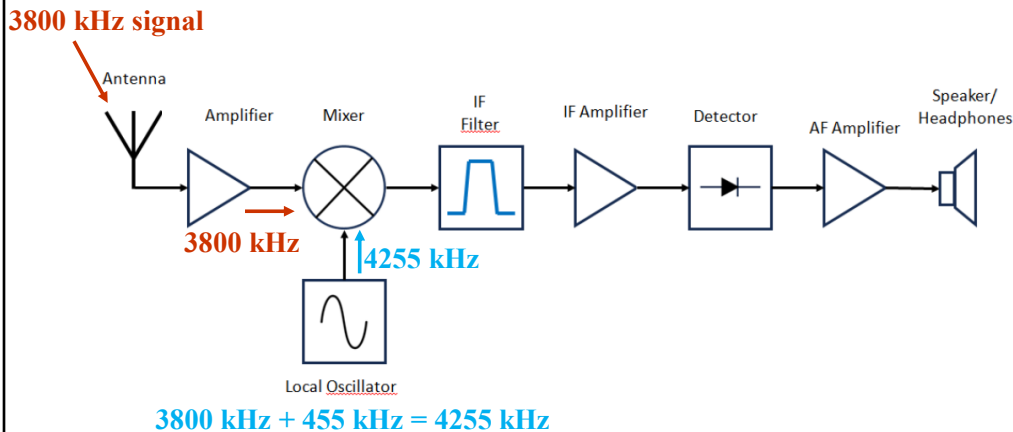 3800 kHz signal
Antenna
Amplifier
Mixer
IF
Filter
IF Amplifier
Detector
AF Amplifier
Speaker/
Headphones
3800 kHz
4255 kHz
Local Oscillator
3800 kHz + 455 kHz = 4255 kHz